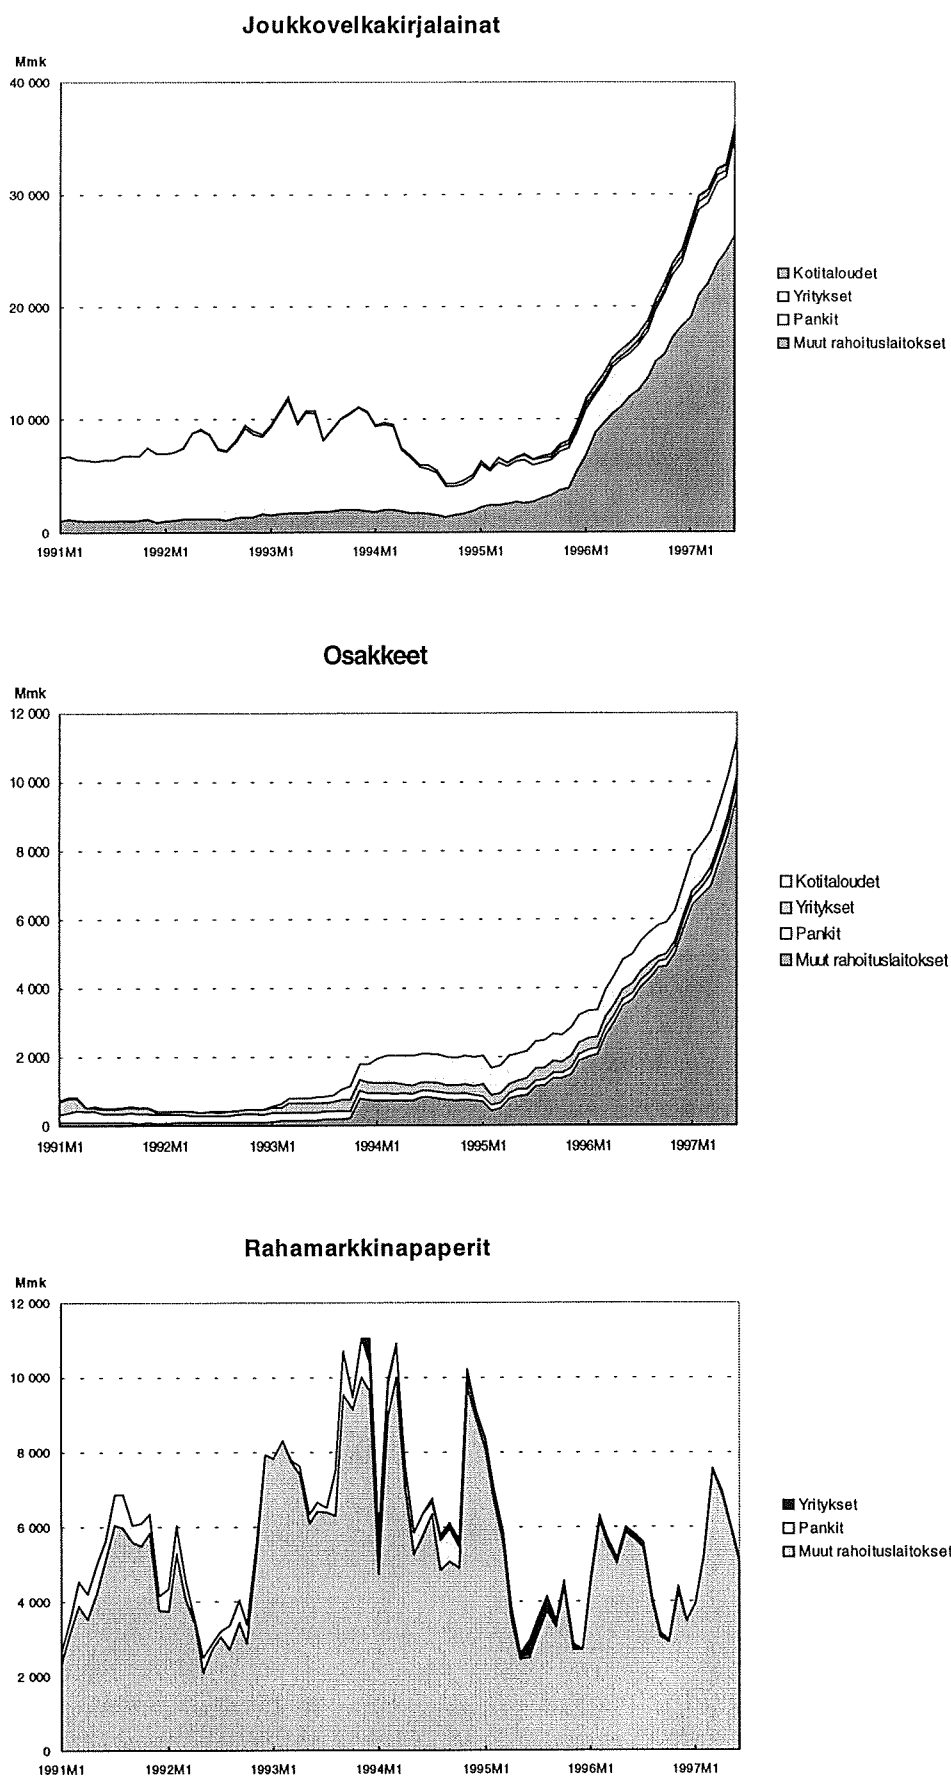 Joukkovelkakirjalainat
Mmk
40 000
30 000
20 000
10 000
0
1991M1 1992M1 1993M1 1994M1 1995M1 1996M1 1997M1
Kotitaloudet
Yritykset
Pankit
Muut rahoituslaitokset
Osakkeet
Mmk
12 000
10 000
8 000
6 000
4 000
2 000
0
1991M1 1992M1 1993M1 1994M1 1995M1 1996M1 1997M1
Kotitaloudet
Yritykset
Pankit
Muut rahoituslaitokset
Rahamarkkinapaperit
Mmk
12 000
10 000
8 000
6 000
4 000
2 000
0
1991M1 1992M1 1993M1 1994M1 1995M1 1996M1 1997M1
Yritykset
Pankit
Muut rahoituslaitokset